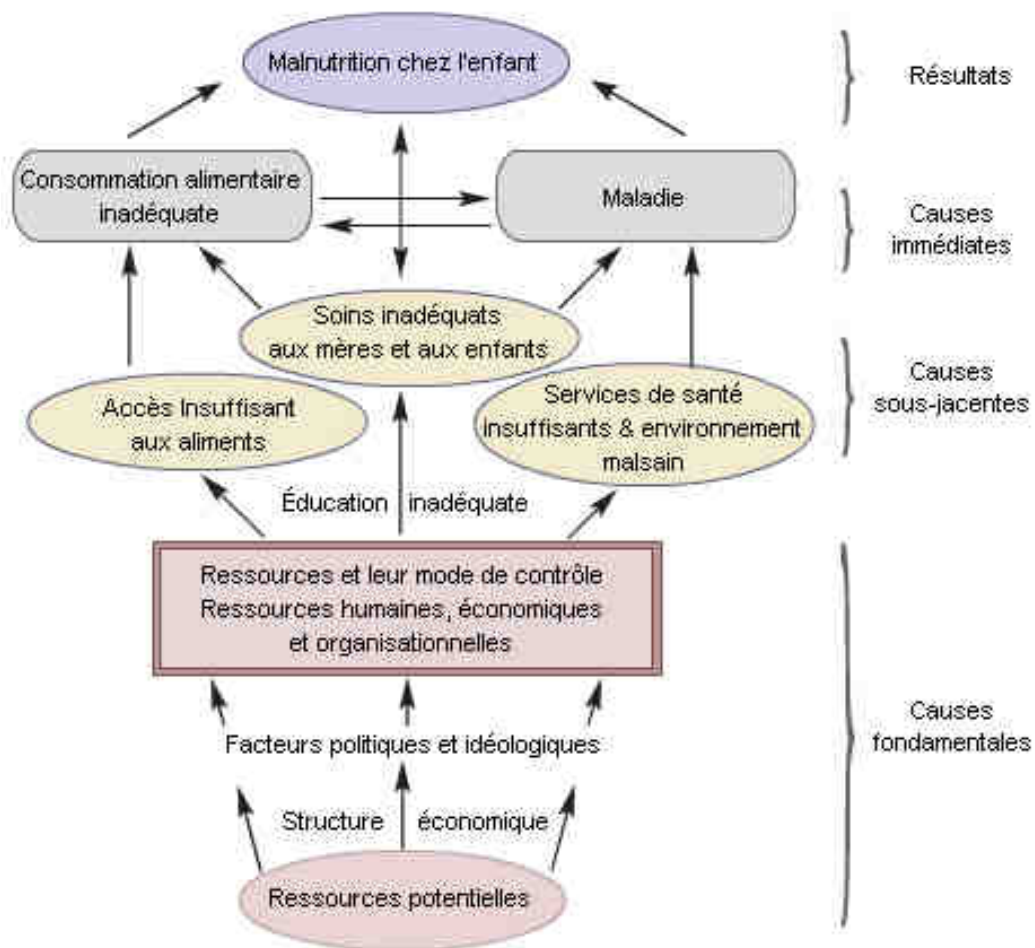 Malnutrition chez l'enfant
Résultats
Consommation alimentaire
inadéquate
Maladie
Causes
immédiates
Soins inadéquats
aux mères et aux enfants
Accès Insuffisant
aux aliments
Services de santé
insuffisants & environnement
malsain
Causes
sous-jacentes
Éducation inadéquate
Ressources et leur mode de contrôle
Ressources humaines, économiques
et organisationnelles
Facteurs politiques et idéologiques
Causes
fondamentales
Structure économique
Ressources potentielles